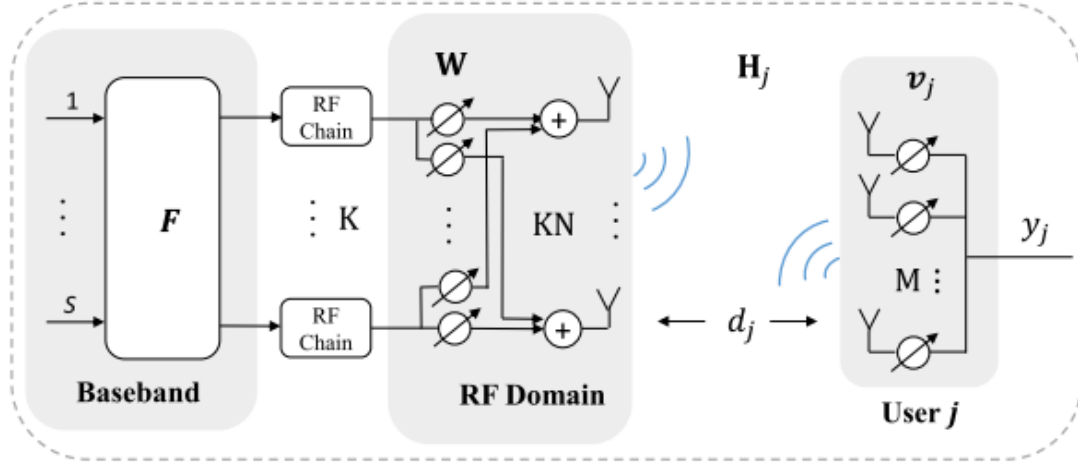 1
S
F
Baseband
RF
Chain
K
RF
Chain
W
+
KN
+
RF Domain
H_j
d_j
v_j
M
User j
y_j